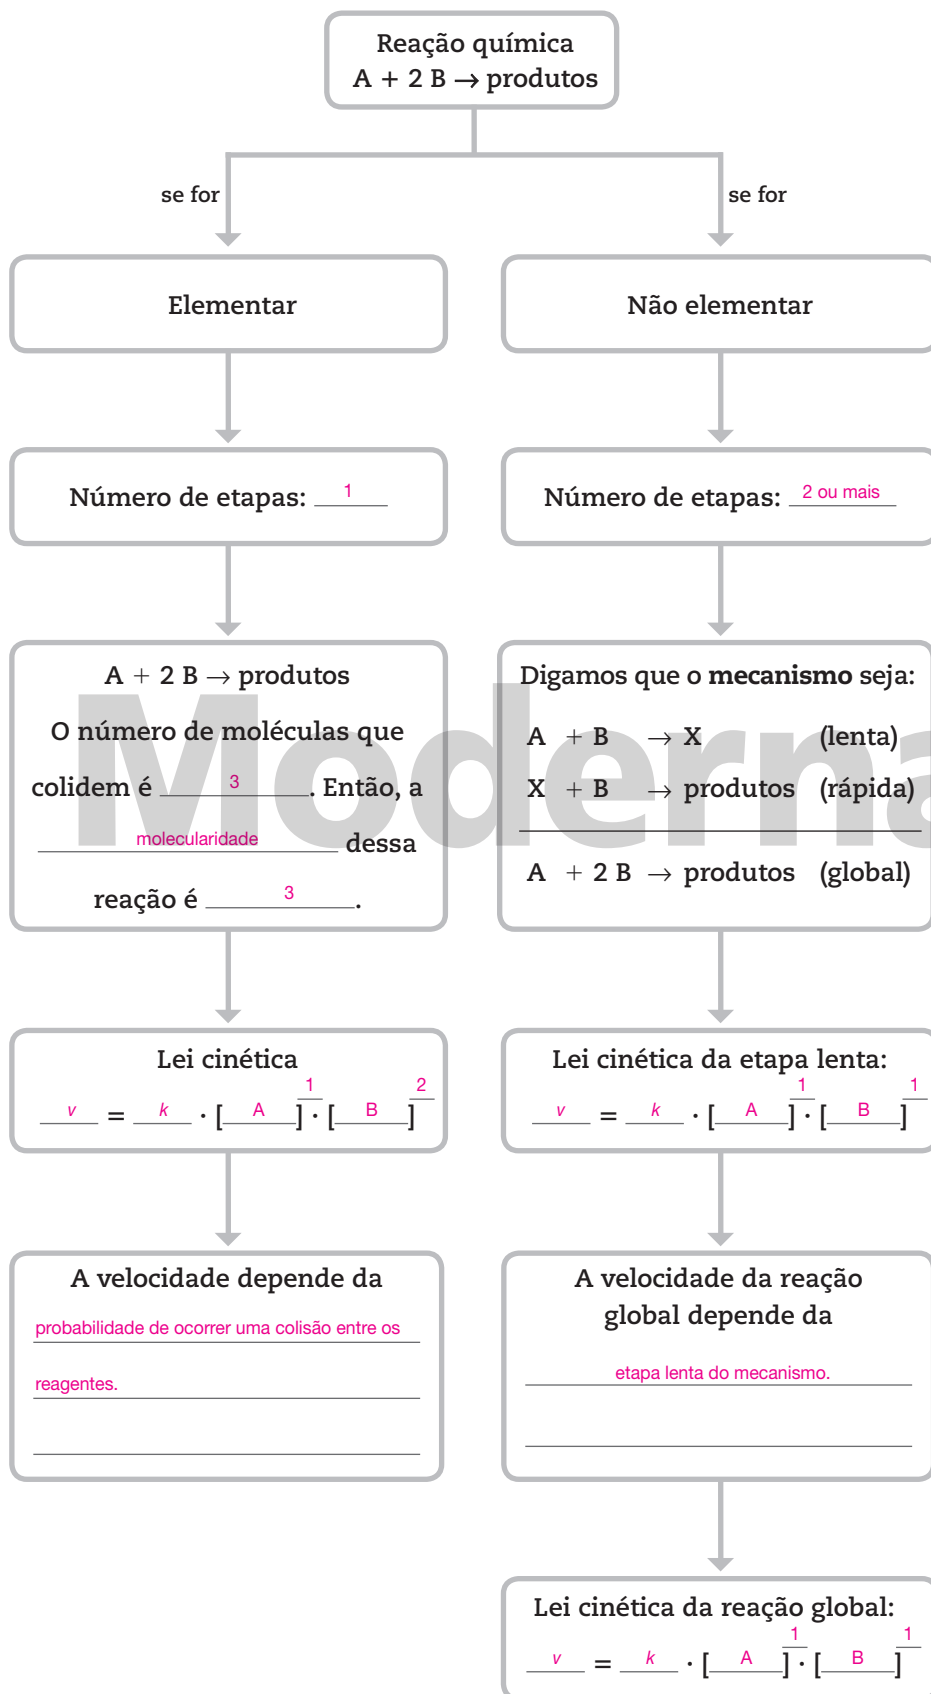 Reação química
A + 2 B → produtos
se for
se for
Elementar
Não elementar
Número de etapas: 1
Número de etapas: 2 ou mais
A + 2 B → produtos
O número de moléculas que
colidem é 3. Então, a
molecularidade dessa
reação é 3.
Digamos que o mecanismo seja:
A + B → X (lenta)
X + B → produtos (rápida)
A + 2 B → produtos (global)
Moderna
Lei cinética
v = k · [A]¹ · [B]²
Lei cinética da etapa lenta:
v = k · [A]¹ · [B]¹
A velocidade depende da
probabilidade de ocorrer uma colisão entre os
reagentes.
A velocidade da reação
global depende da
etapa lenta do mecanismo.
Lei cinética da reação global:
v = k · [A]¹ · [B]¹